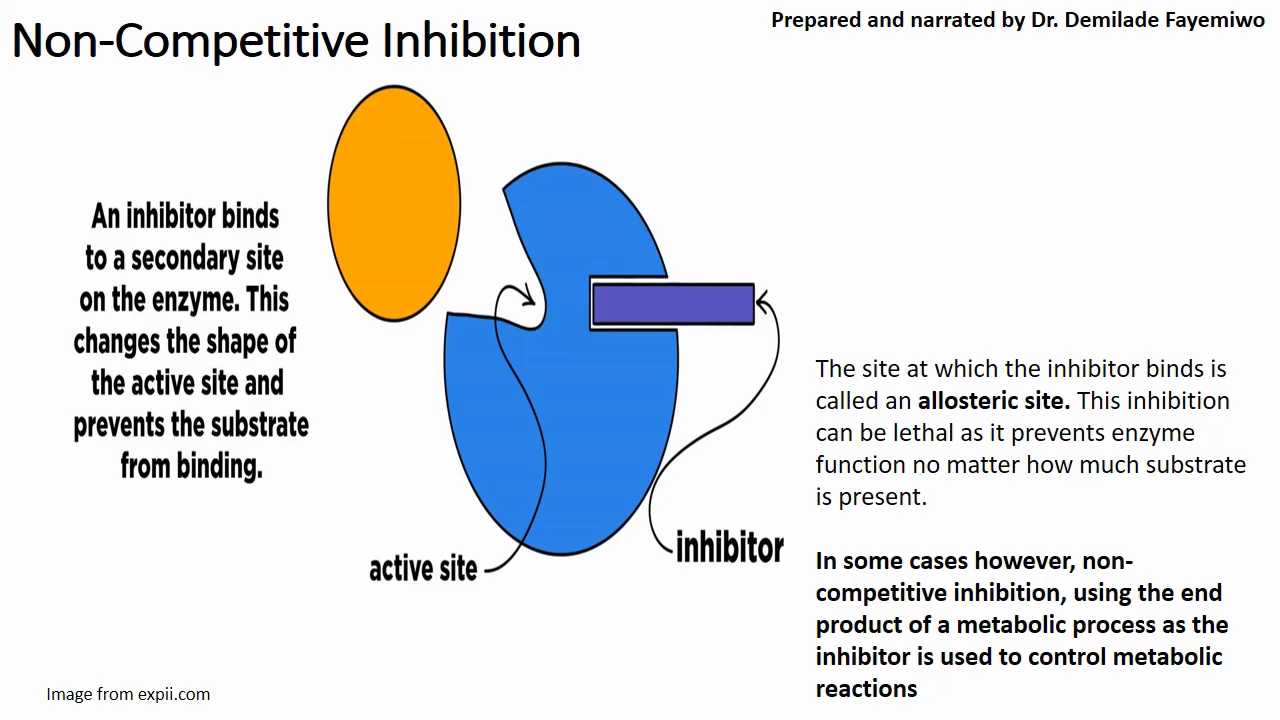 Non-Competitive Inhibition
Prepared and narrated by Dr. Demilade Fayemiwo
An inhibitor binds
to a secondary site
on the enzyme. This
changes the shape of
the active site and
prevents the substrate
from binding.
active site
inhibitor
The site at which the inhibitor binds is
called an allosteric site. This inhibition
can be lethal as it prevents enzyme
function no matter how much substrate
is present.
In some cases however, non-
competitive inhibition, using the end
product of a metabolic process as the
inhibitor is used to control metabolic
reactions
Image from expii.com